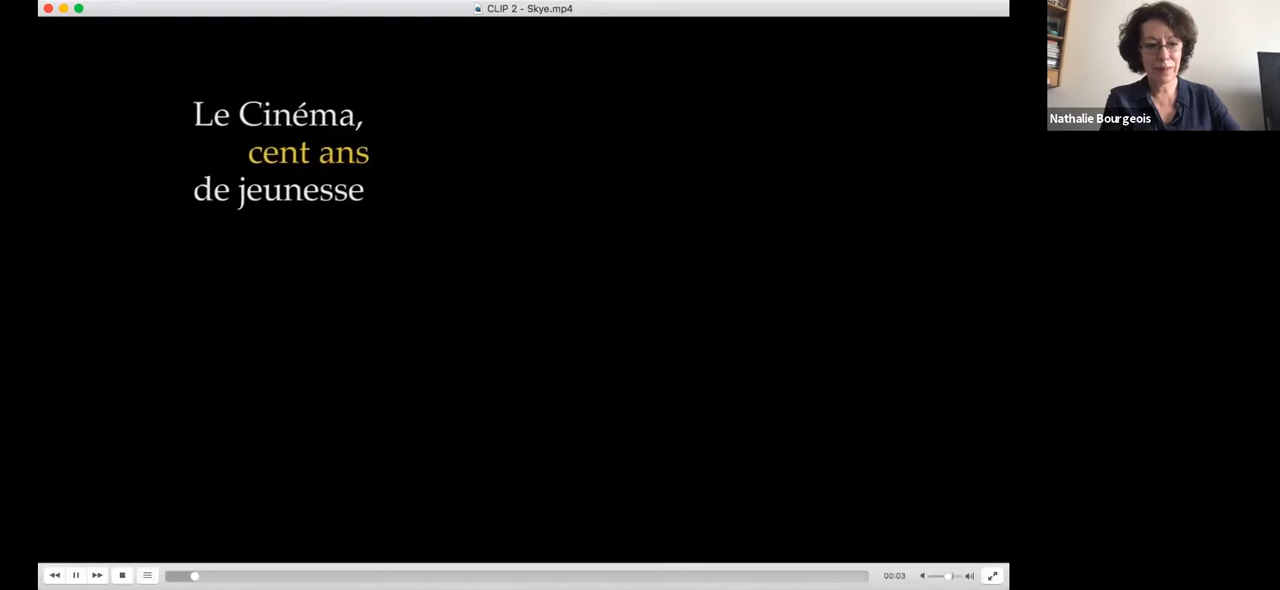 CLIP 2 - Skye.mp4
Le Cinéma,
cent ans
de jeunesse
Nathalie Bourgeois
00:03